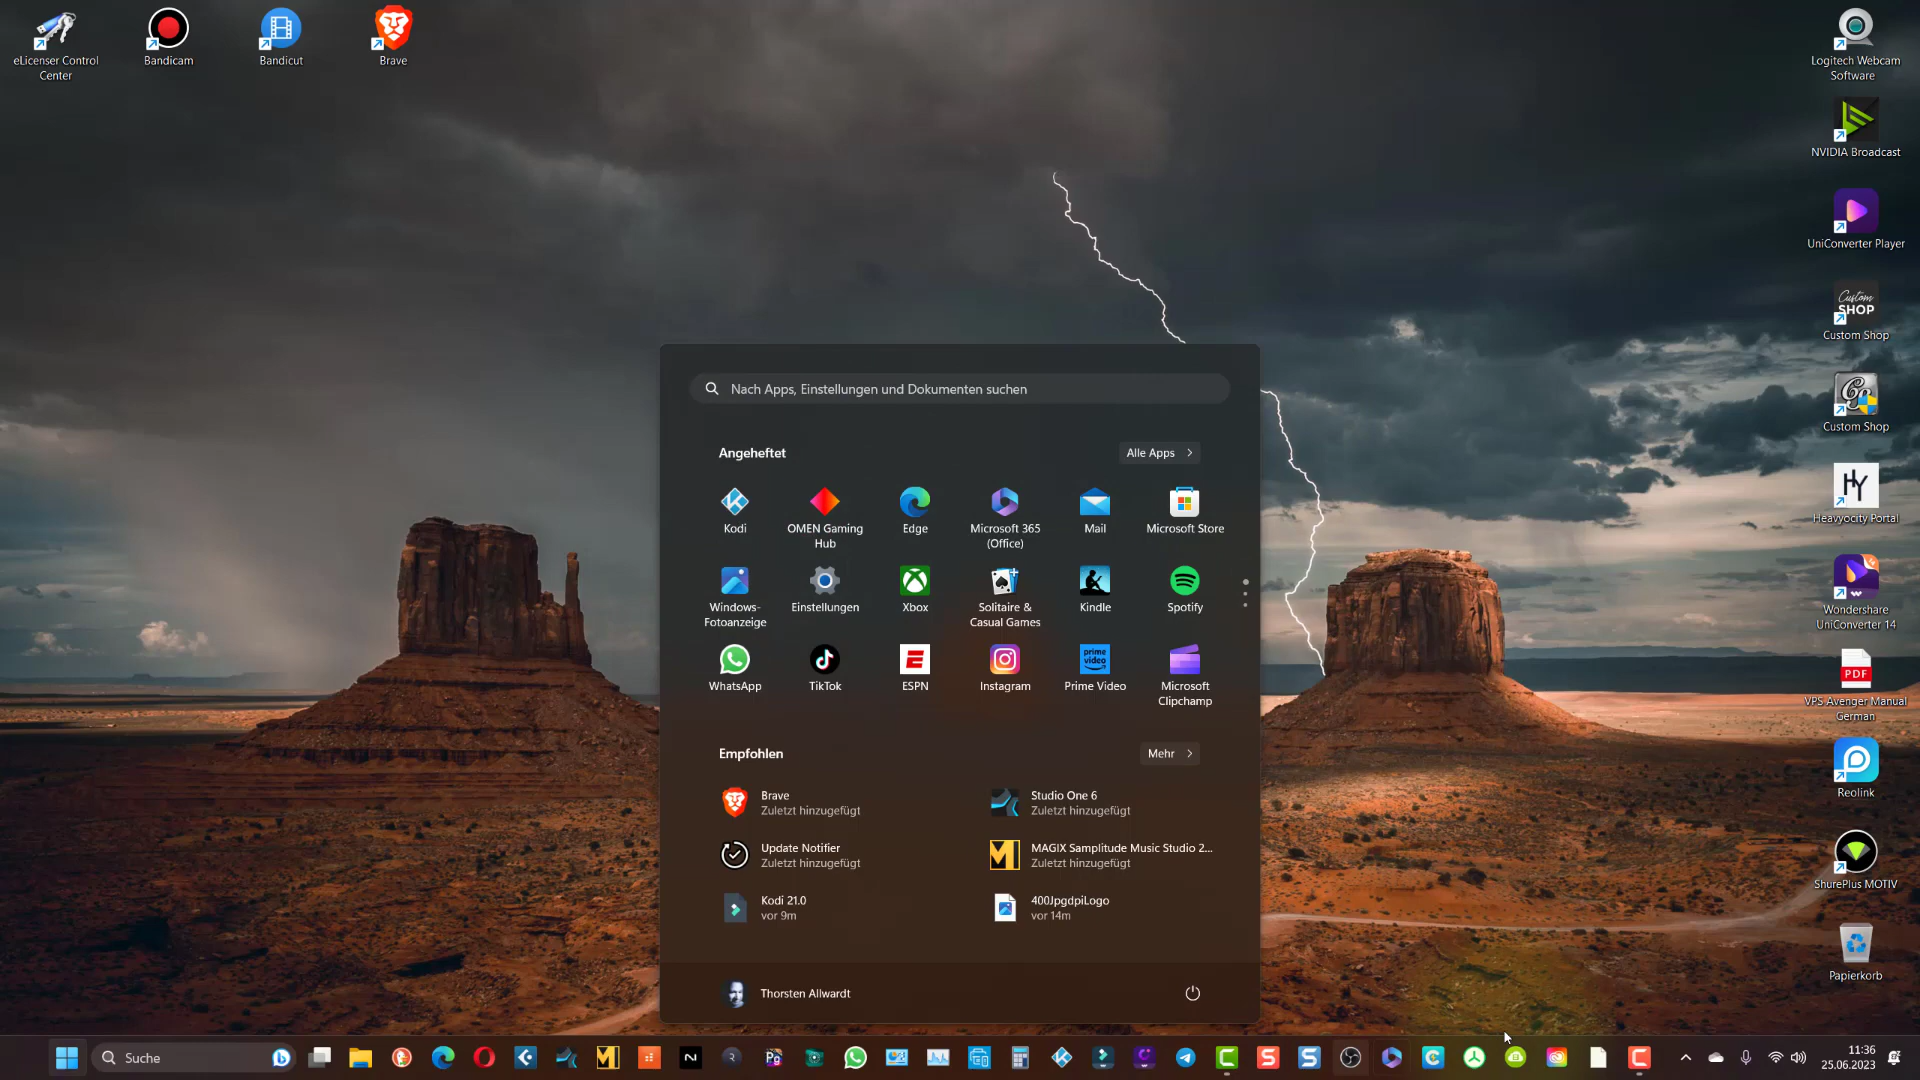 eLicenser Control
Center
Bandicam
Bandicut
Brave
Logitech Webcam
Software
NVIDIA Broadcast
UniConverter Player
Custom
SHOP
Custom Shop
Custom Shop
HY
Heavyocity Portal
Wondershare
UniConverter 14
PDF
VPS Avenger Manual
German
Reolink
ShurePlus MOTIV
Papierkorb
Nach Apps, Einstellungen und Dokumenten suchen
Angeheftet
Alle Apps
Kodi
OMEN Gaming
Hub
Edge
Microsoft 365
(Office)
Mail
Microsoft Store
Windows-
Fotoanzeige
Einstellungen
Xbox
Solitaire &
Casual Games
Kindle
Spotify
WhatsApp
TikTok
ESPN
Instagram
prime
video
Prime Video
Microsoft
Clipchamp
Empfohlen
Mehr
Brave
Zuletzt hinzugefügt
Studio One 6
Zuletzt hinzugefügt
Update Notifier
Zuletzt hinzugefügt
MAGIX Samplitude Music Studio 2...
Zuletzt hinzugefügt
Kodi 21.0
vor 9m
400JpgdpiLogo
vor 14m
Thorsten Allwardt
Suche
11:36
25.06.2023